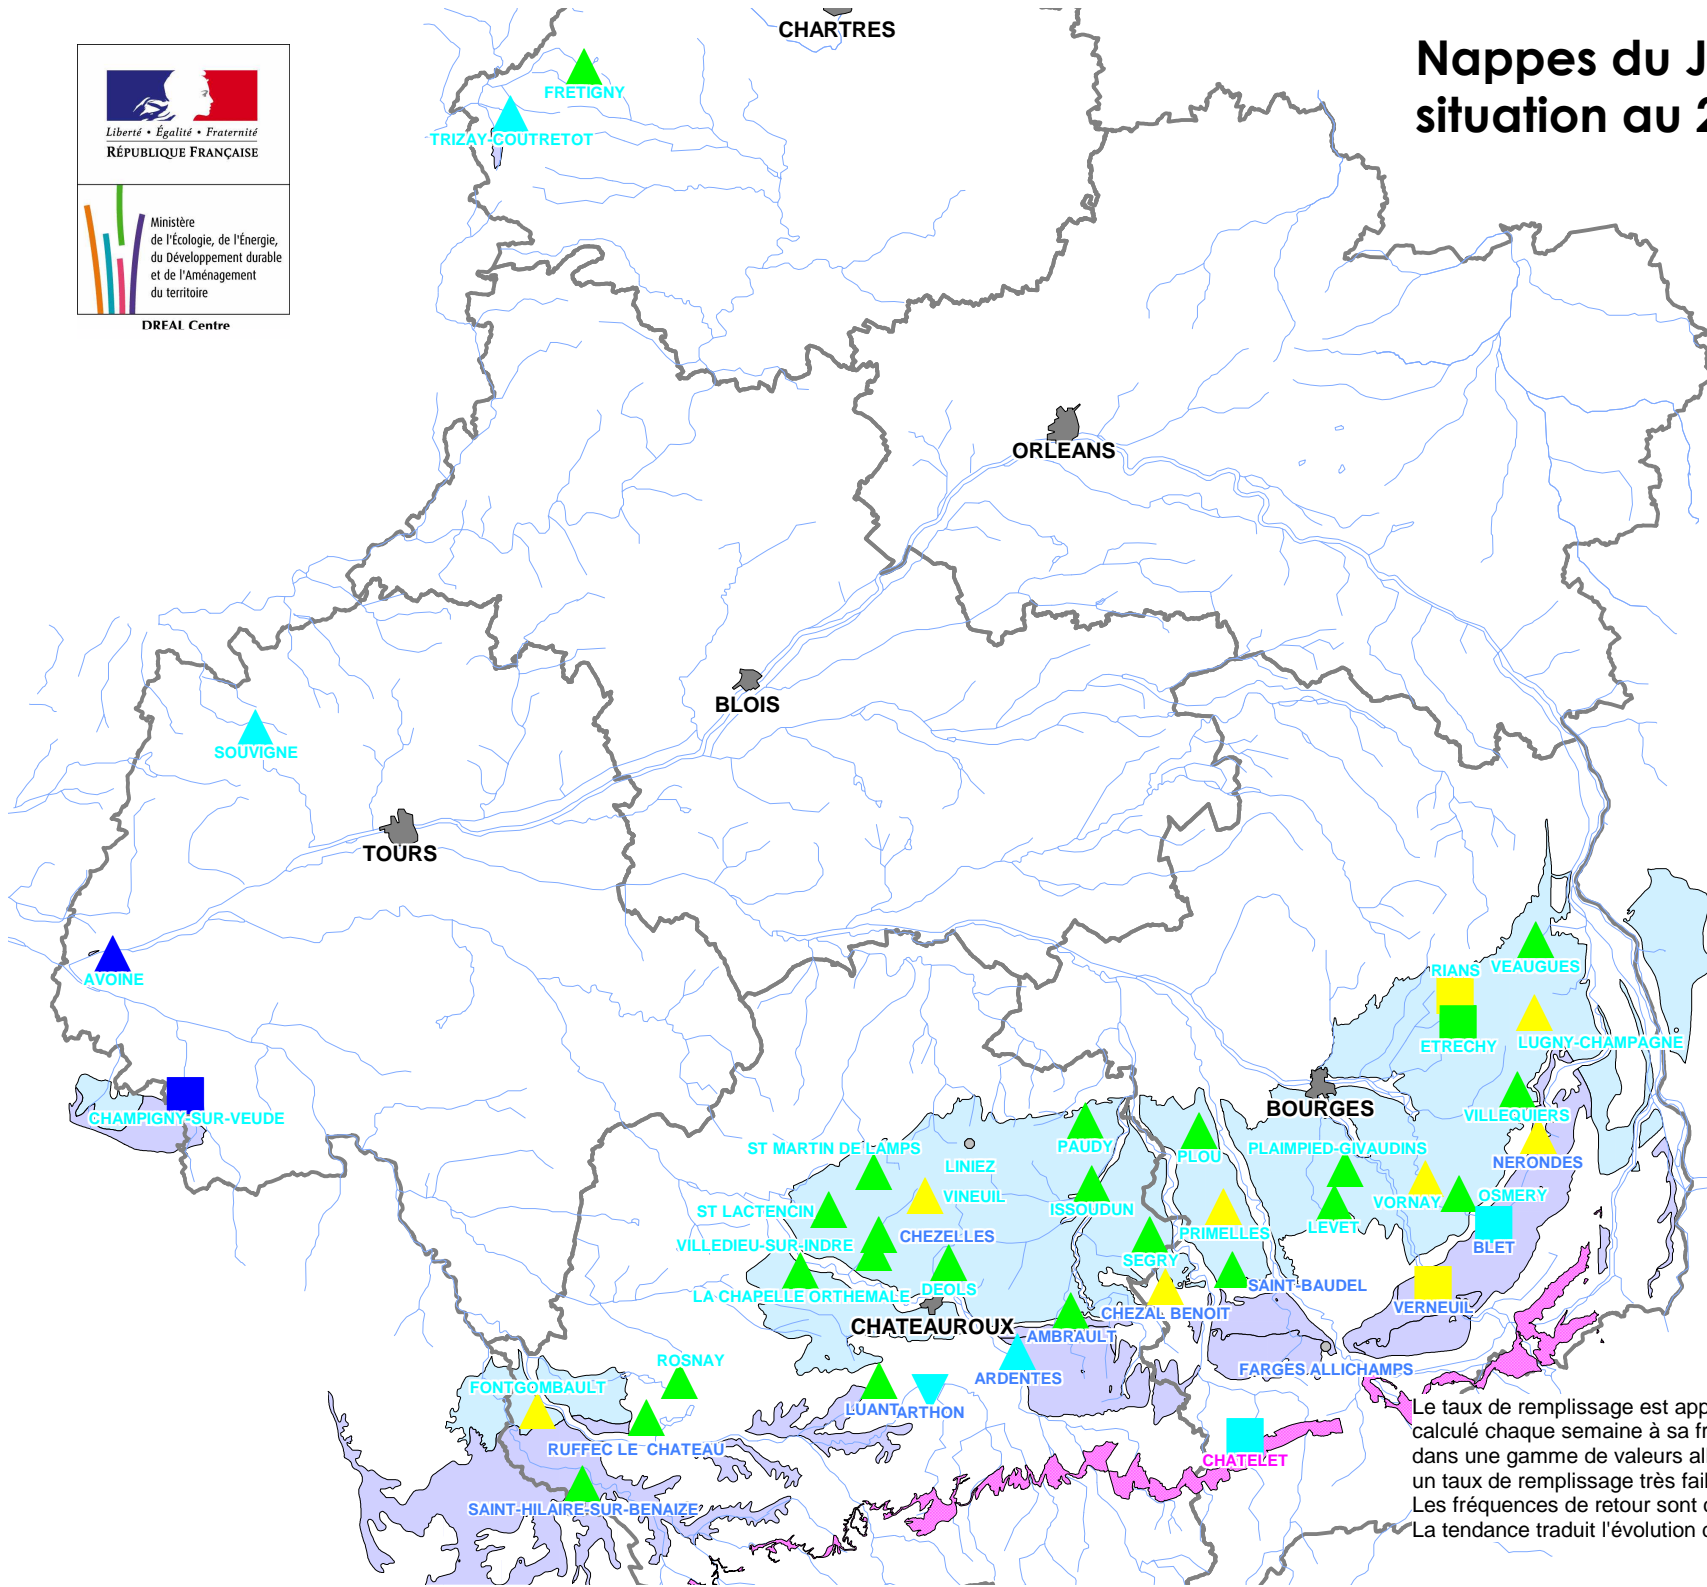 CHARTRES
Nappes du J
situation au 2
FRETIGNY
TRIZAY-COUTRETOT
Liberté • Égalité • Fraternité
RÉPUBLIQUE FRANÇAISE
Ministère
de l'Écologie, de l'Énergie,
du Développement durable
et de l'Aménagement
du territoire
DREAL Centre
ORLEANS
BLOIS
SOUVIGNE
TOURS
AVOINE
RIANS
VEAUGUES
ETRECHY
LUGNY-CHAMPAGNE
CHAMPIGNY-SUR-VEUDE
BOURGES
VILLEQUIERS
ST MARTIN DE LAMPS
PAUDY
PLOU
PLAIMPIED-GIVAUDINS
NERONDES
LINIEZ
VINEUIL
ISSOUDUN
VORNAY
OSMERY
ST LACTENCIN
PRIMELLES
LEVET
VILLEDIEU-SUR-INDRE
CHEZELLES
SEGRY
BLET
LA CHAPELLE ORTHEMALE
DEOLS
SAINT-BAUDEL
CHEZAL BENOIT
VERNEUIL
CHATEAUROUX
AMBRAULT
ROSNAY
ARDENTES
FARGES ALLICHAMPS
FONTGOMBAULT
LUANT
ARTHON
RUFFEC LE CHATEAU
CHATELET
SAINT-HILAIRE-SUR-BENAIZE
Le taux de remplissage est app
calculé chaque semaine à sa fr
dans une gamme de valeurs all
un taux de remplissage très fail
Les fréquences de retour sont c
La tendance traduit l'évolution d